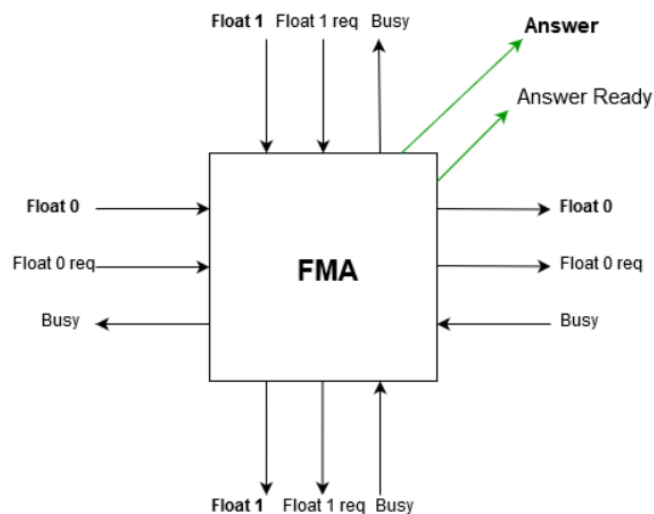 Float 1 Float 1 req Busy
Answer
Answer Ready
Float 0
Float 0
Float 0 req
FMA
Float 0 req
Busy
Busy
Float 1 Float 1 req Busy